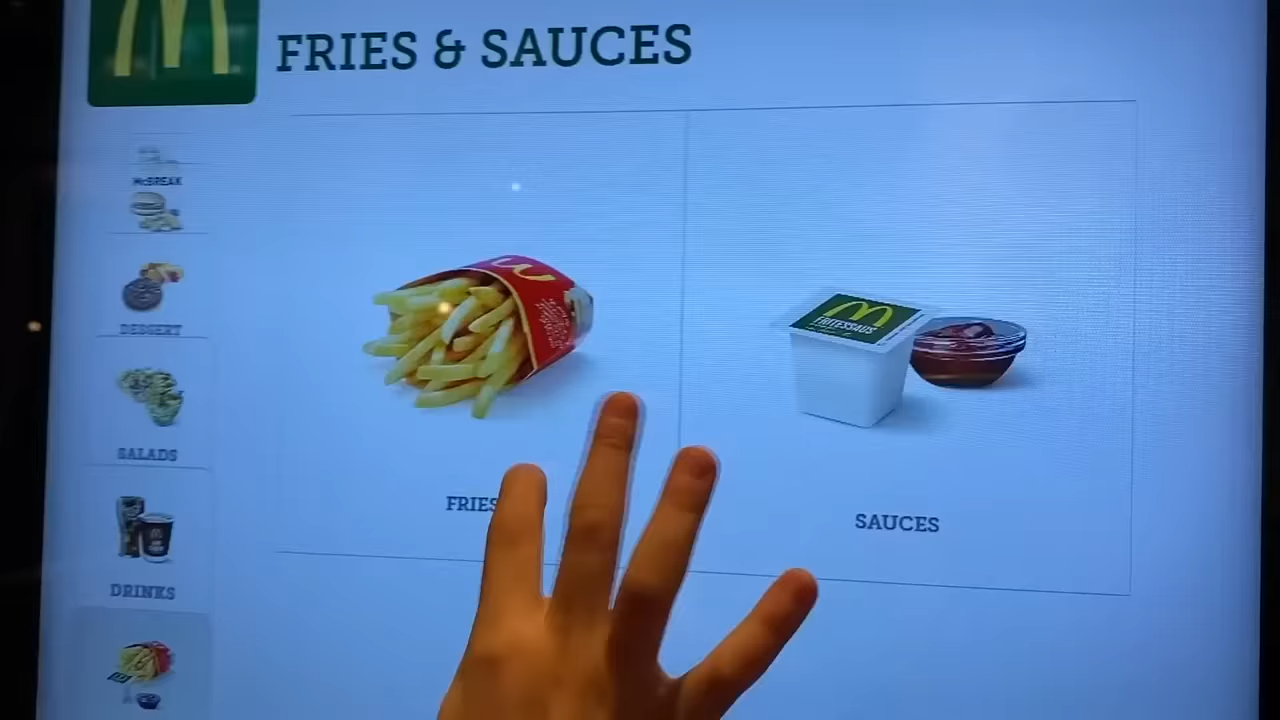 FRIES & SAUCES
McBREAK
DESSERT
SALADS
DRINKS
FRIES
SAUCES
FRITESSAUS